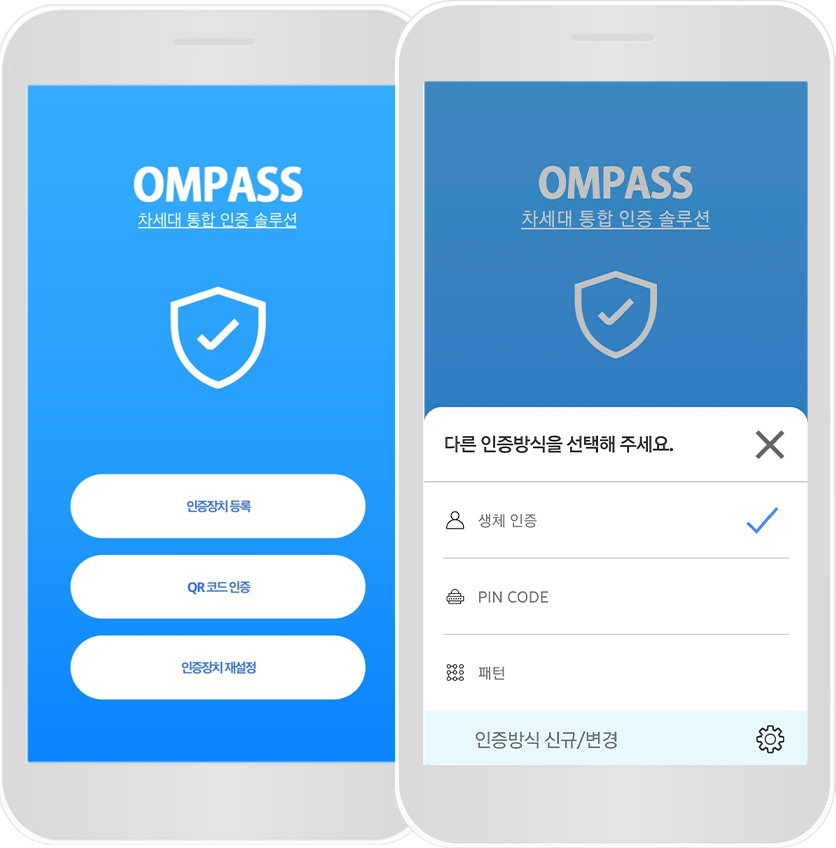 OMPASS
차세대 통합 인증 솔루션
인증장치 등록
QR 코드 인증
인증장치 재설정
OMPASS
차세대 통합 인증 솔루션
다른 인증방식을 선택해 주세요.
생체 인증
PIN CODE
패턴
인증방식 신규/변경